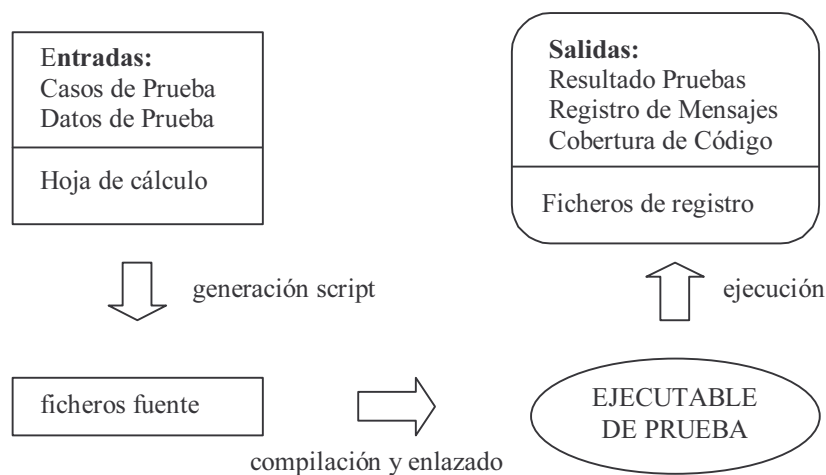 Entradas:
Casos de Prueba
Datos de Prueba
Hoja de cálculo
Salidas:
Resultado Pruebas
Registro de Mensajes
Cobertura de Código
Ficheros de registro
generación script
ejecución
ficheros fuente
EJECUTABLE
DE PRUEBA
compilación y enlazado